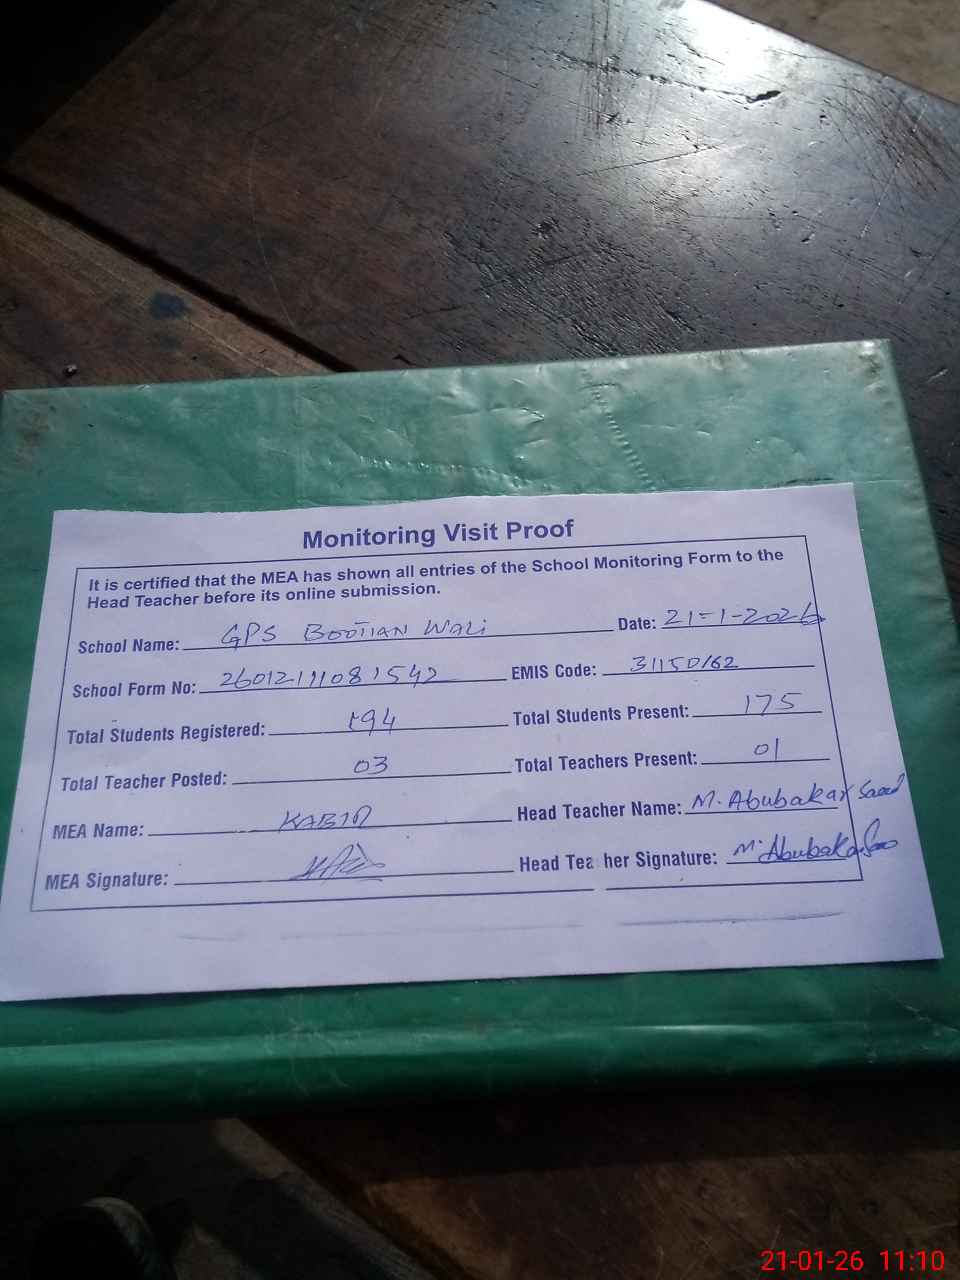 Monitoring Visit Proof
It is certified that the MEA has shown all entries of the School Monitoring Form to the
Head Teacher before its online submission.
School Name: GPS BOOTIAN WALI Date: 21-1-2026
School Form No: EMIS Code: 31150162
Total Students Registered: 194 Total Students Present: 175
Total Teacher Posted: 03 Total Teachers Present: 01
MEA Name: KABIR Head Teacher Name: M. Abubakar Saad
MEA Signature: Head Teacher Signature: M. Abubakar
21-01-26 11:10